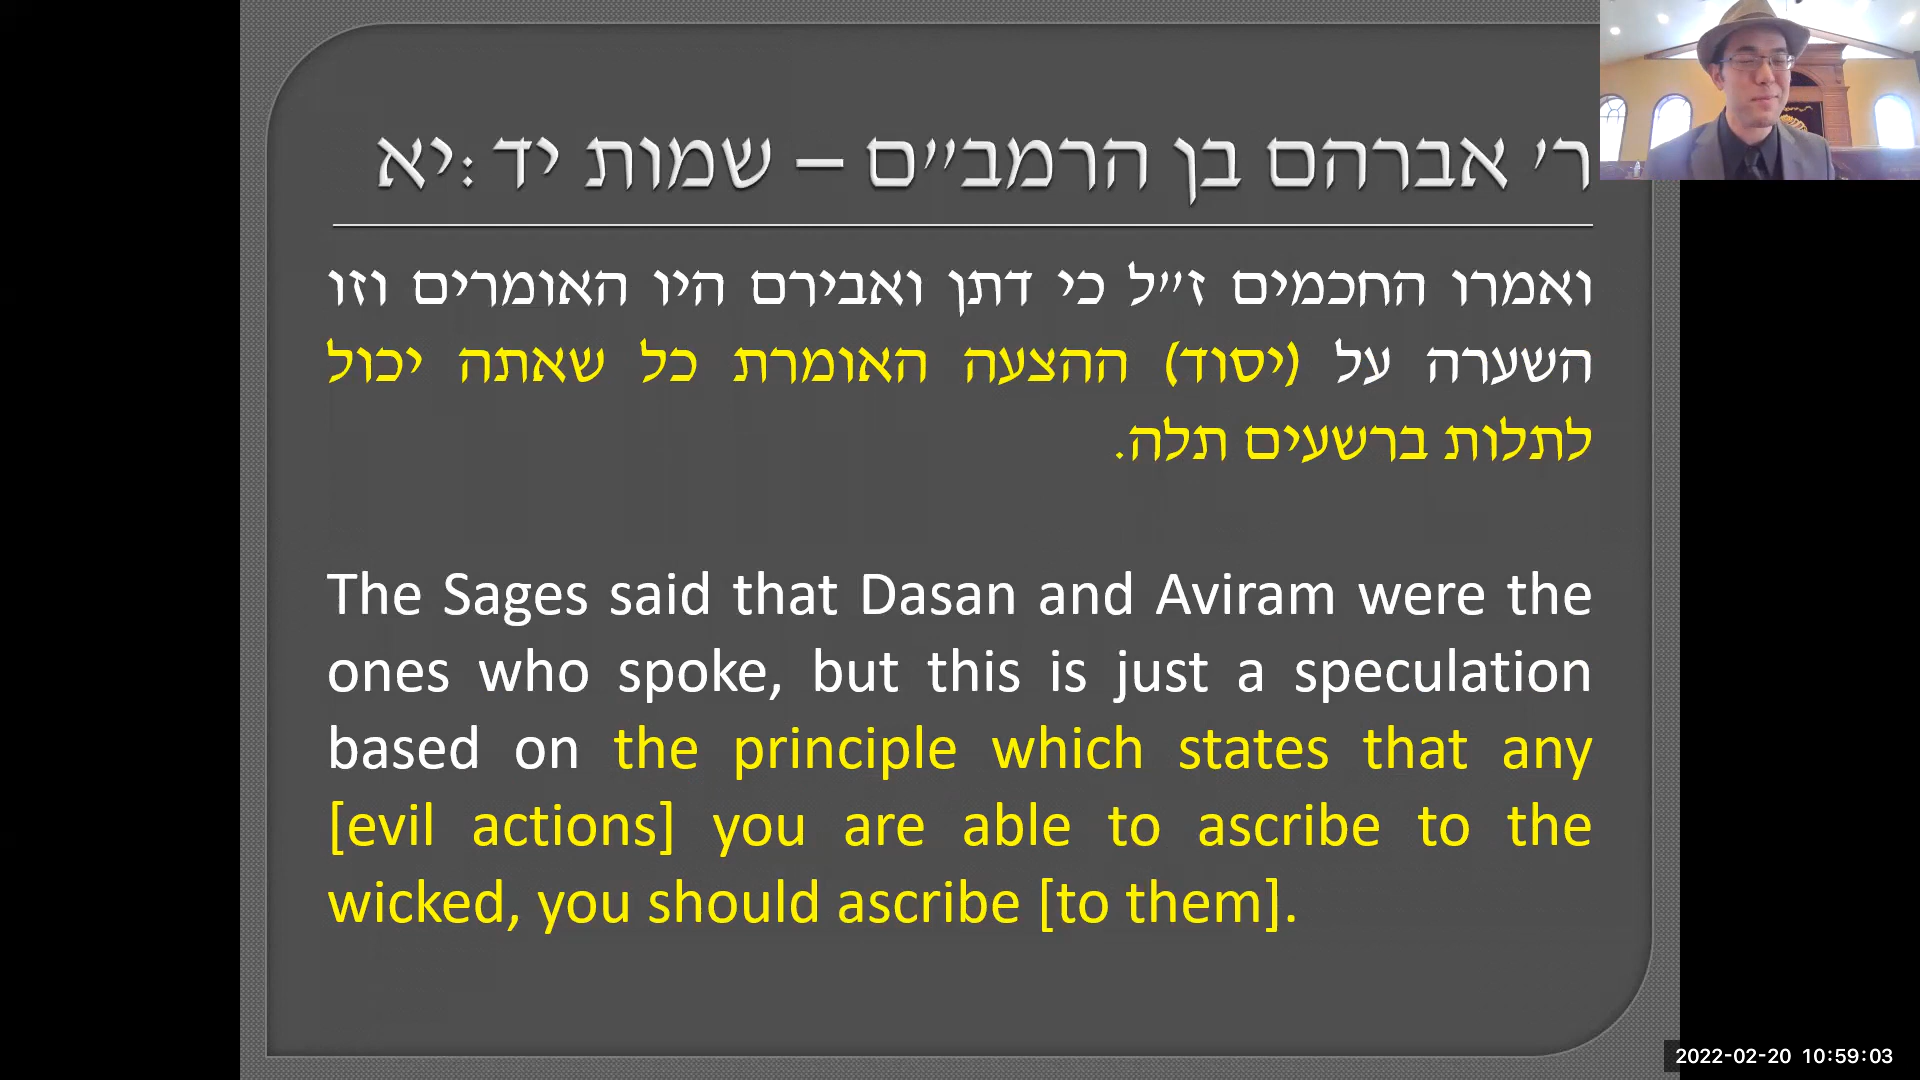 ר׳ אברהם בן הרמב״ם – שמות יד:יא
ואמרו החכמים ז״ל כי דתן ואבירם היו האומרים וזו
השערה על (יסוד) ההצעה האומרת כל שאתה יכול
לתלות ברשעים תלה.
The Sages said that Dasan and Aviram were the
ones who spoke, but this is just a speculation
based on the principle which states that any
[evil actions] you are able to ascribe to the
wicked, you should ascribe [to them].
2022-02-20 10:59:03